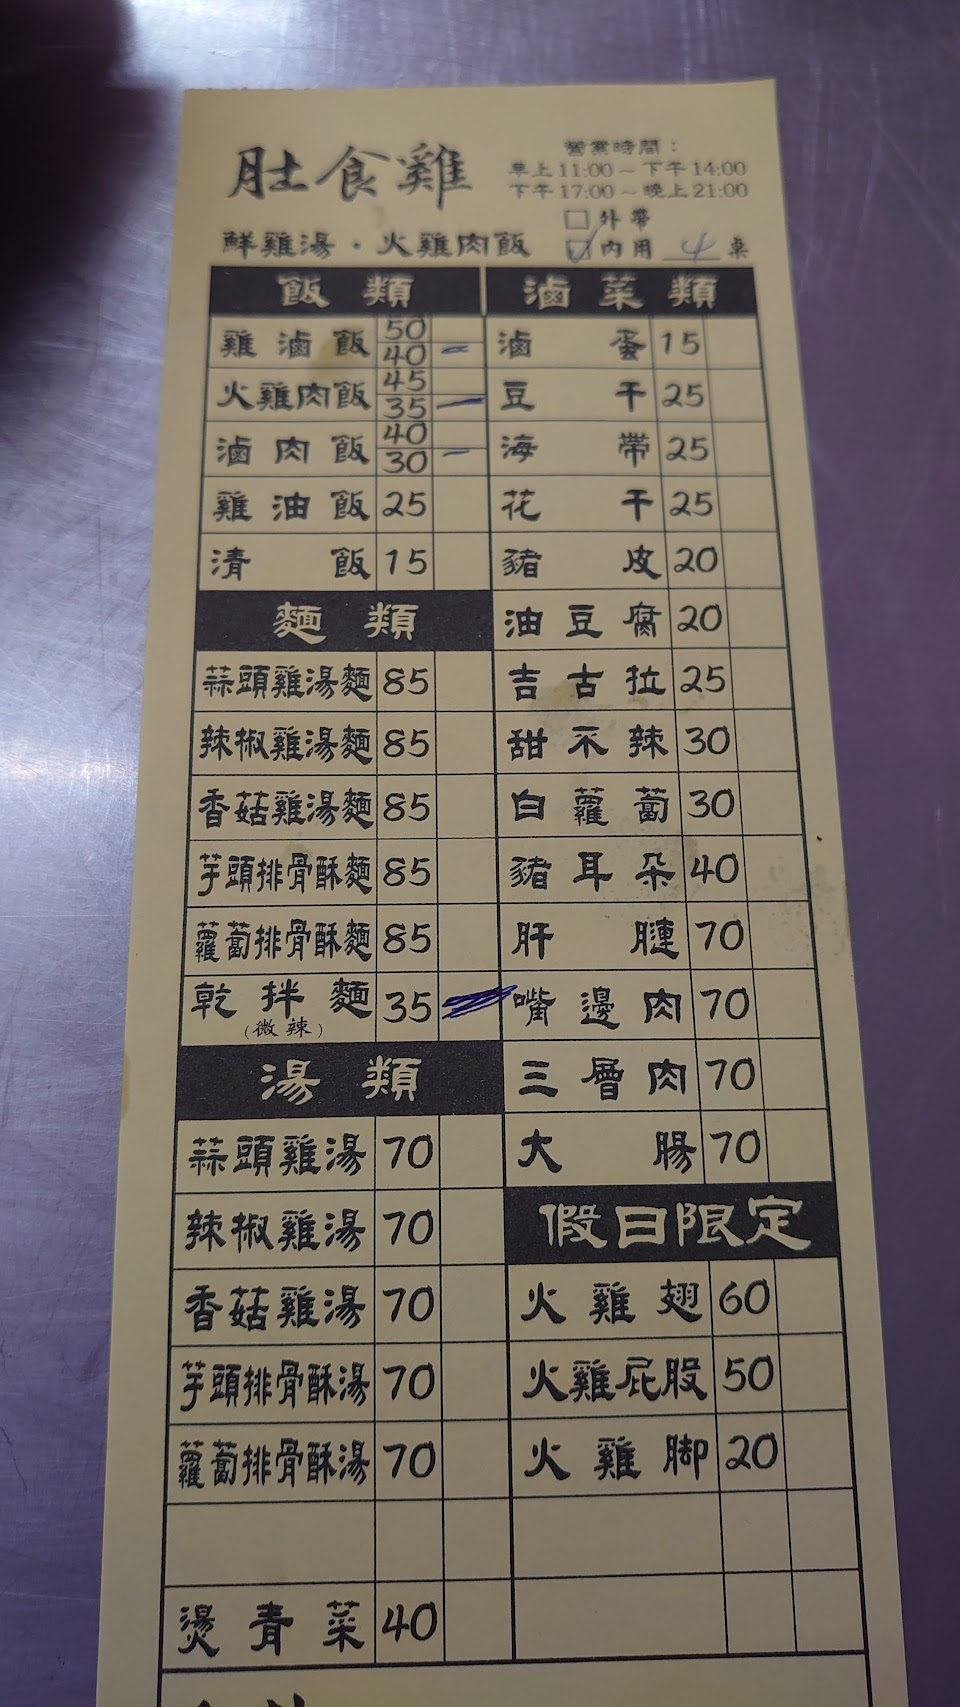 肚食雞
營業時間：
早上11:00～下午14:00
下午17:00～晚上21:00
□外帶
☑內用 4 桌
鮮雞湯・火雞肉飯
飯類
雞滷飯 50 40 一
火雞肉飯 45 35 一
滷肉飯 40 30 一
雞油飯 25
清飯 15
麵類
蒜頭雞湯麵 85
辣椒雞湯麵 85
香菇雞湯麵 85
芋頭排骨酥麵 85
蘿蔔排骨酥麵 85
乾拌麵 35
(微辣)
湯類
蒜頭雞湯 70
辣椒雞湯 70
香菇雞湯 70
芋頭排骨酥湯 70
蘿蔔排骨酥湯 70
燙青菜 40
滷菜類
滷蛋 15
豆干 25
海帶 25
花干 25
豬皮 20
油豆腐 20
吉古拉 25
甜不辣 30
白蘿蔔 30
豬耳朵 40
肝腱 70
嘴邊肉 70
三層肉 70
大腸 70
假日限定
火雞翅 60
火雞屁股 50
火雞腳 20